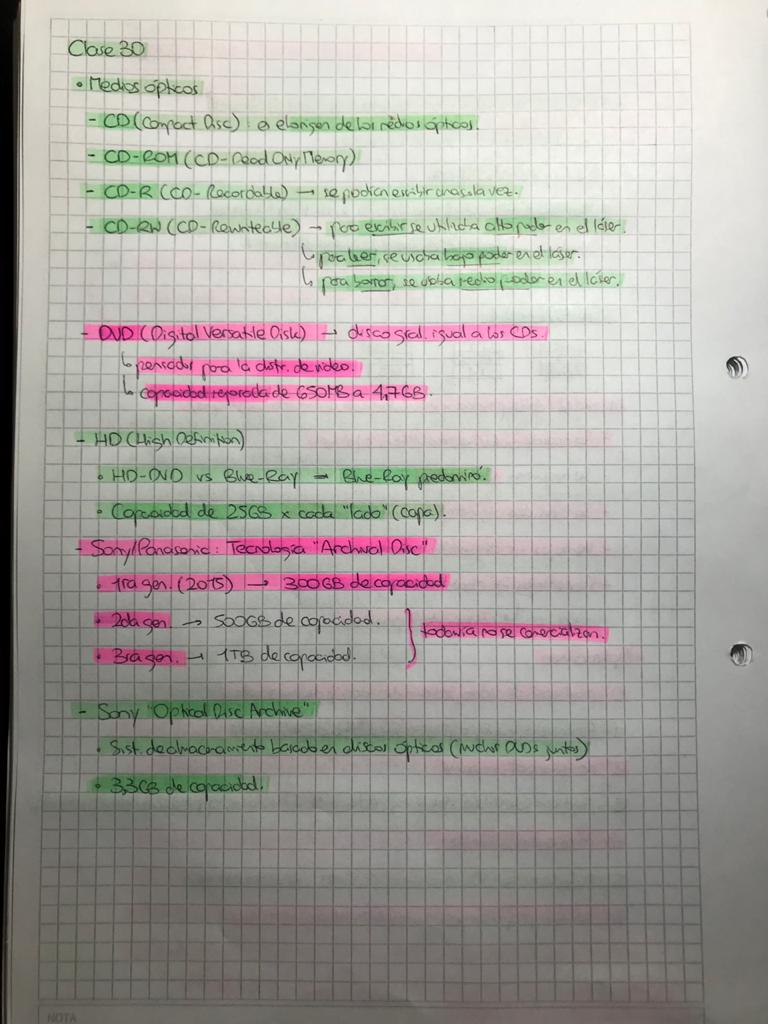 Clase 30
• Medios ópticos
- CD (Compact Disc): es el origen de los medios ópticos.
- CD-ROM (CD-Read Only Memory)
- CD-R (CD-Recordable) → se podían escribir una sola vez.
- CD-RW (CD-Rewriteable) → para escribir se utilizaba alto poder en el láser.
↳ para leer, se usaba bajo poder en el láser.
↳ para borrar, se usaba medio poder en el láser.
- DVD (Digital Versatile Disk) → disco gral. igual a los CDs.
↳ pensador para la distr. de video.
↳ capacidad mejorada de 650MB a 4,7GB.
- HD (High Definition)
• HD-DVD vs Blue-Ray → Blue-Ray predominó.
• Capacidad de 25GB x cada "lado" (capa).
- Sony/Panasonic: Tecnología "Archival Disc"
• 1ra gen. (2015) → 300GB de capacidad
• 2da gen. → 500GB de capacidad.
• 3ra gen. → 1TB de capacidad.
} todavía no se comercializan.
- Sony "Optical Disc Archive"
• Sist. de almacenamiento basado en discos ópticos (muchos DVDs juntos)
• 3,3GB de capacidad.
NOTA